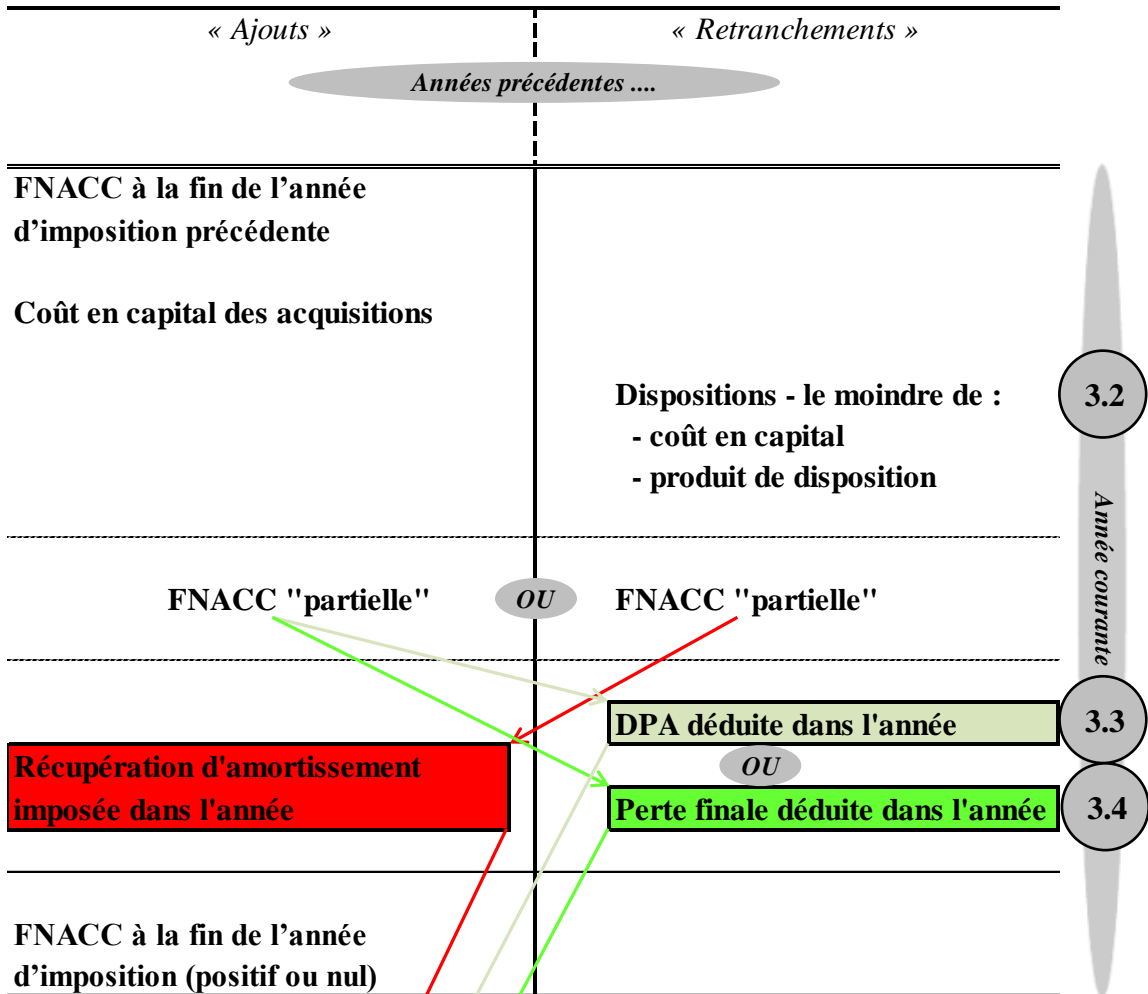 « Ajouts »
« Retranchements »
Années précédentes ....
FNACC à la fin de l’année
d’imposition précédente
Coût en capital des acquisitions
Dispositions - le moindre de :
- coût en capital
- produit de disposition
3.2
Année courante
FNACC "partielle"
OU
FNACC "partielle"
DPA déduite dans l'année
3.3
Récupération d'amortissement
imposée dans l'année
OU
Perte finale déduite dans l'année
3.4
FNACC à la fin de l’année
d’imposition (positif ou nul)